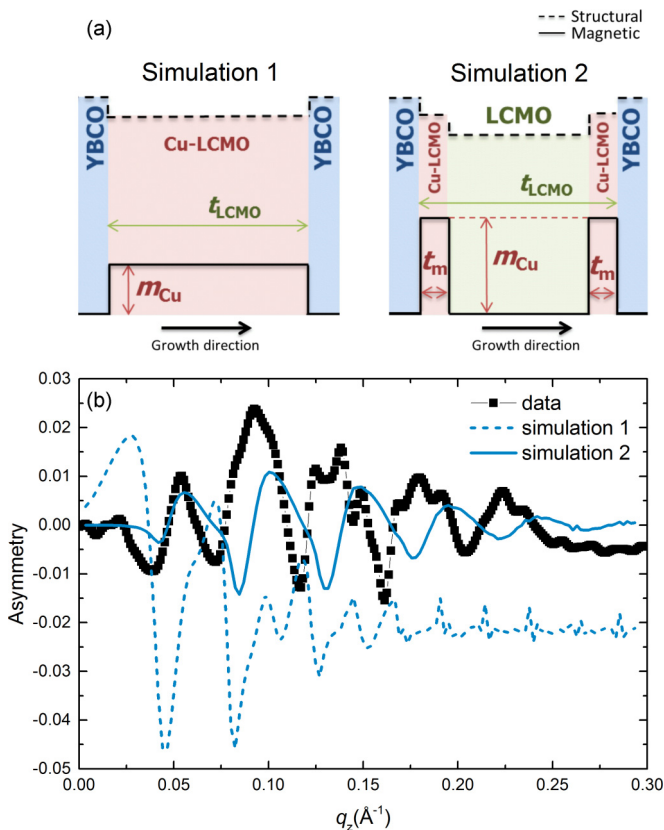 (a)
Structural
Magnetic
Simulation 1
Simulation 2
YBCO
Cu-LCMO
YBCO
t_LCMO
m_Cu
Growth direction
YBCO
Cu-LCMO
LCMO
Cu-LCMO
YBCO
t_LCMO
t_m
m_Cu
t_m
Growth direction
(b)
data
simulation 1
simulation 2
0.03
0.02
0.01
0.00
-0.01
-0.02
-0.03
-0.04
-0.05
Asymmetry
0.00 0.05 0.10 0.15 0.20 0.25 0.30
q_z(Å⁻¹)